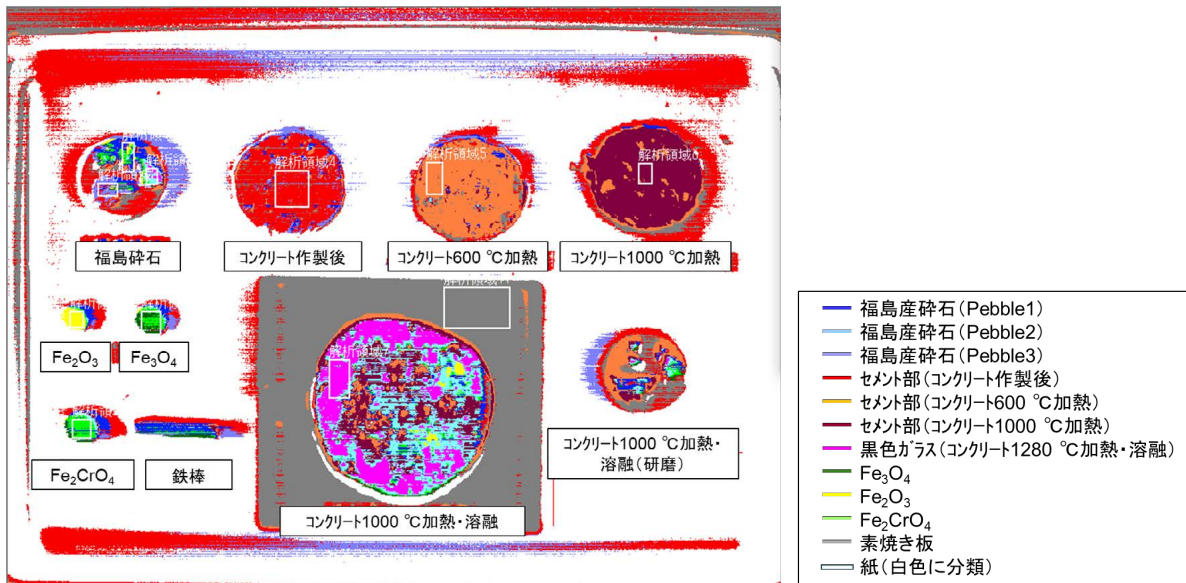 解析領域4
解析領域5
解析領域6
福島砕石
コンクリート作製後
コンクリート600 ℃加熱
コンクリート1000 ℃加熱
Fe₂O₃
Fe₃O₄
解析領域7
Fe₂CrO₄
鉄棒
コンクリート1000 ℃加熱・
溶融(研磨)
コンクリート1000 ℃加熱・溶融
福島産砕石(Pebble1)
福島産砕石(Pebble2)
福島産砕石(Pebble3)
セメント部(コンクリート作製後)
セメント部(コンクリート600 ℃加熱)
セメント部(コンクリート1000 ℃加熱)
黒色ガラス(コンクリート1280 ℃加熱・溶融)
Fe₃O₄
Fe₂O₃
Fe₂CrO₄
素焼き板
紙(白色に分類)